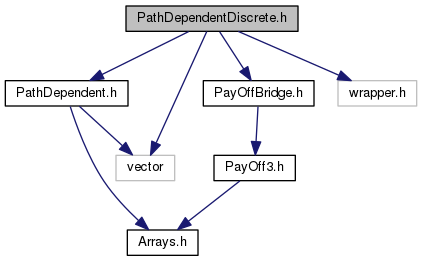 PathDependentDiscrete.h
PathDependent.h
PayOffBridge.h
wrapper.h
vector
PayOff3.h
Arrays.h